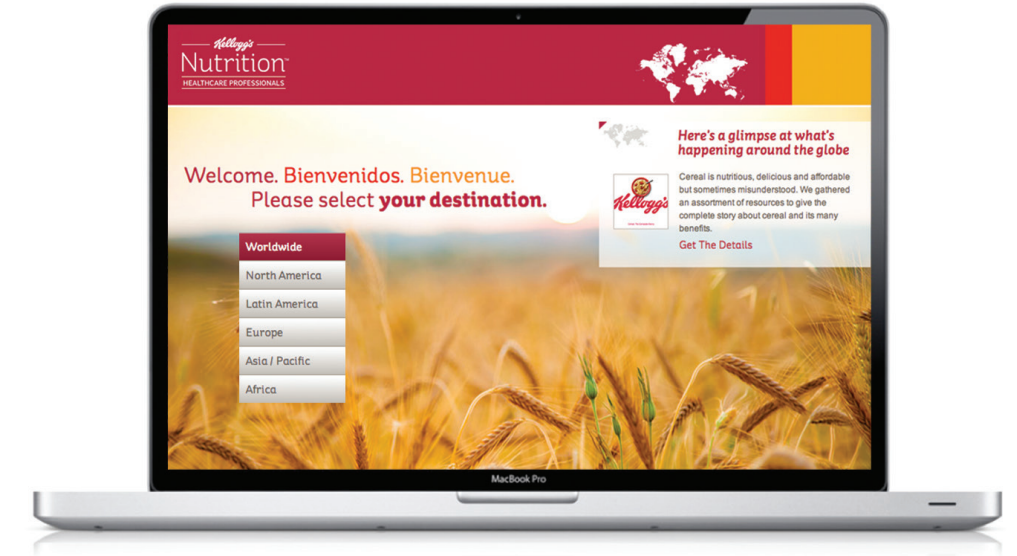 Kellogg's
Nutrition™
HEALTHCARE PROFESSIONALS
Welcome. Bienvenidos. Bienvenue.
Please select your destination.
Worldwide
North America
Latin America
Europe
Asia / Pacific
Africa
Here's a glimpse at what's
happening around the globe
Kellogg's
Cereal is nutritious, delicious and affordable
but sometimes misunderstood. We gathered
an assortment of resources to give the
complete story about cereal and its many
benefits.
Get The Details
MacBook Pro